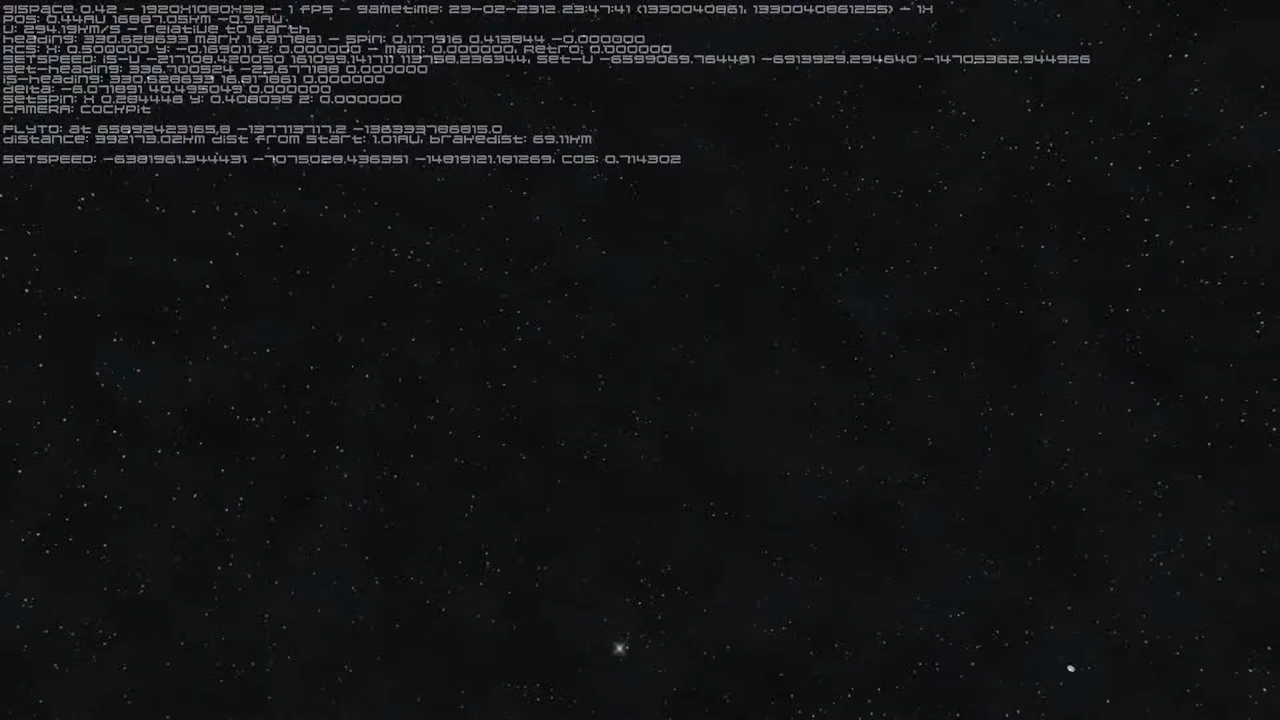 DISPACE 0.42 - 1920X1080X32 - 1 FPS - gametime: 23-02-2312.23:47:41 (1330040861, 1330040861255) - 1X
POS: 0.44AU 16887.05km -0.91AU
U: 294.19km/s - relative to Earth
heading: 330.628633 mark 16.817861 - SPIN: 0.177916 0.413844 -0.000000
RCS: X: 0.500000 Y: -0.169011 Z: 0.000000 - main: 0.000000, Retro: 0.000000
SETSPEED: is-U -217108.420050 161099.141711 113758.236344, set-U -6599069.764481 -6913929.294640 -14705362.944926
set-heading: 336.700524 -23.677188 0.000000
is-heading: 330.628633 16.817861 0.000000
delta: -6.071891 40.495049 0.000000
setspin: X 0.284448 Y: 0.408035 Z: 0.000000
CAMERA: Cockpit
FLYTO: at 65892423165.8 -137713717.2 -136333786815.0
distance: 392173.02km dist from start 1.01AU, brakedist: 69.11km
SETSPEED: -6381961.344431 -7075028.436351 -14819121.181269, COS: 0.714302